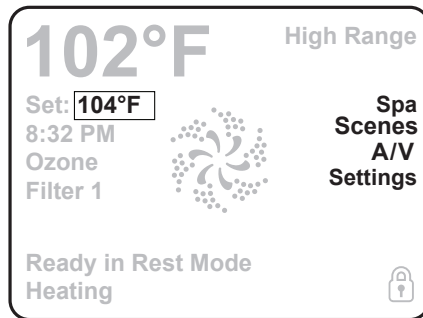 102°F
High Range
Set: 104°F
8:32 PM
Ozone
Filter 1
Spa
Scenes
A/V
Settings
Ready in Rest Mode
Heating